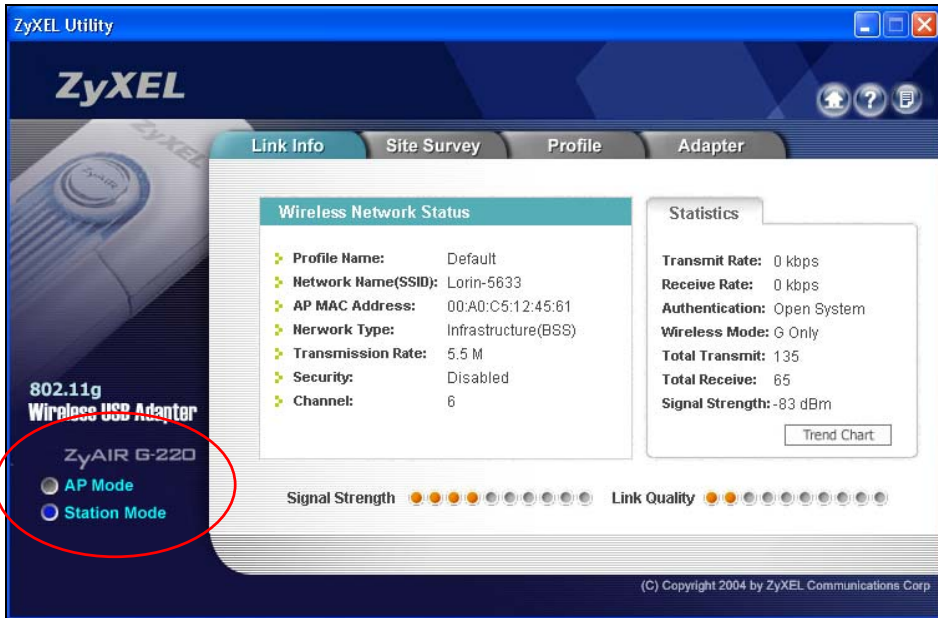 ZyXEL Utility
ZyXEL
ZyXEL
ZyAIR
Link Info
Site Survey
Profile
Adapter
Wireless Network Status
Profile Name: Default
Network Name(SSID): Lorin-5633
AP MAC Address: 00:A0:C5:12:45:61
Nerwork Type: Infrastructure(BSS)
Transmission Rate: 5.5 M
Security: Disabled
Channel: 6
Statistics
Transmit Rate: 0 kbps
Receive Rate: 0 kbps
Authentication: Open System
Wireless Mode: G Only
Total Transmit: 135
Total Receive: 65
Signal Strength: -83 dBm
Trend Chart
802.11g
Wireless USB Adapter
ZyAIR G-220
AP Mode
Station Mode
Signal Strength
Link Quality
(C) Copyright 2004 by ZyXEL Communications Corp